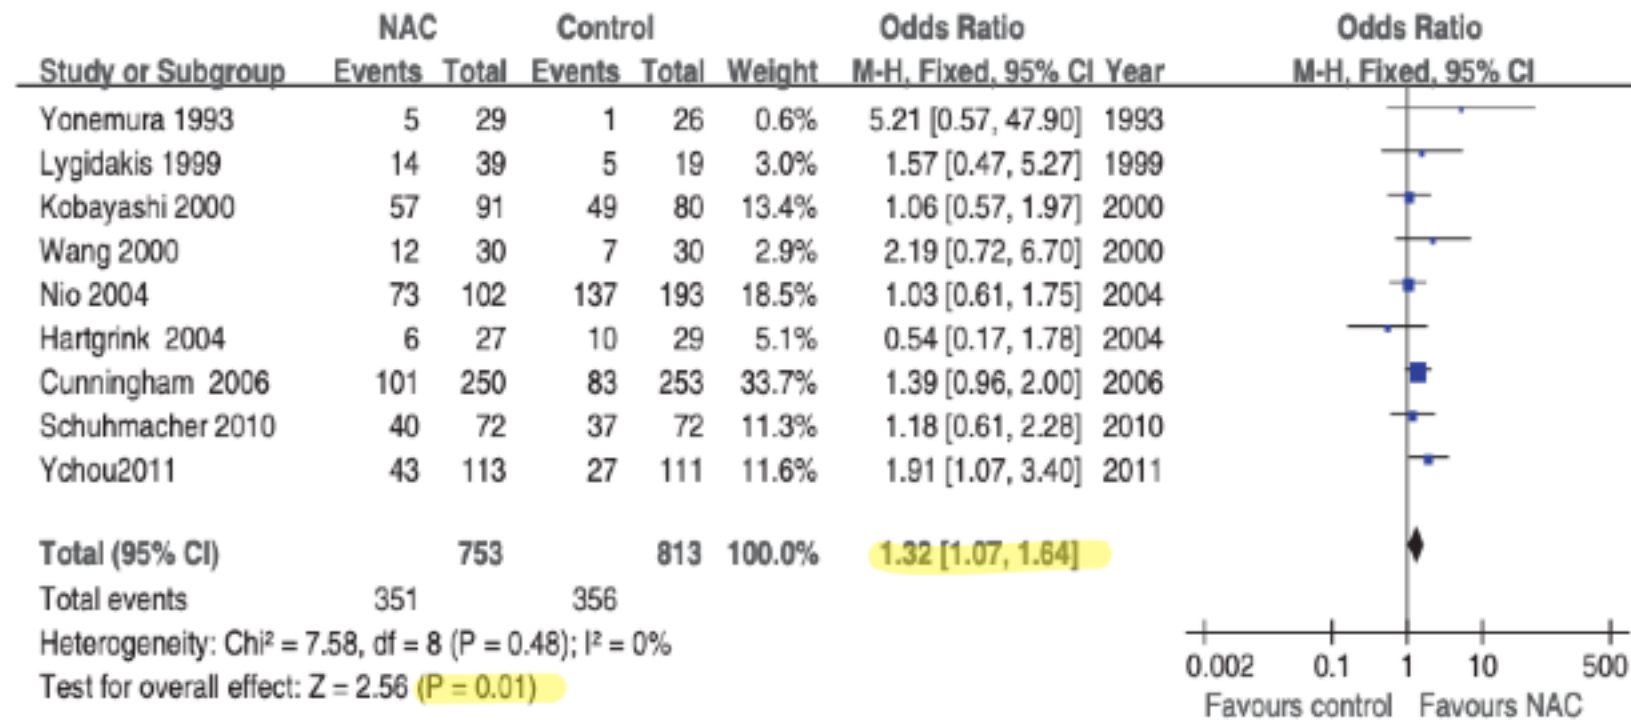 NAC Control Odds Ratio Odds Ratio
Study or Subgroup Events Total Events Total Weight M-H, Fixed, 95% CI Year M-H, Fixed, 95% CI
Yonemura 1993 5 29 1 26 0.6% 5.21 [0.57, 47.90] 1993
Lygidakis 1999 14 39 5 19 3.0% 1.57 [0.47, 5.27] 1999
Kobayashi 2000 57 91 49 80 13.4% 1.06 [0.57, 1.97] 2000
Wang 2000 12 30 7 30 2.9% 2.19 [0.72, 6.70] 2000
Nio 2004 73 102 137 193 18.5% 1.03 [0.61, 1.75] 2004
Hartgrink 2004 6 27 10 29 5.1% 0.54 [0.17, 1.78] 2004
Cunningham 2006 101 250 83 253 33.7% 1.39 [0.96, 2.00] 2006
Schuhmacher 2010 40 72 37 72 11.3% 1.18 [0.61, 2.28] 2010
Ychou2011 43 113 27 111 11.6% 1.91 [1.07, 3.40] 2011
Total (95% CI) 753 813 100.0% 1.32 [1.07, 1.64]
Total events 351 356
Heterogeneity: Chi² = 7.58, df = 8 (P = 0.48); I² = 0%
Test for overall effect: Z = 2.56 (P = 0.01)
0.002 0.1 1 10 500
Favours control Favours NAC